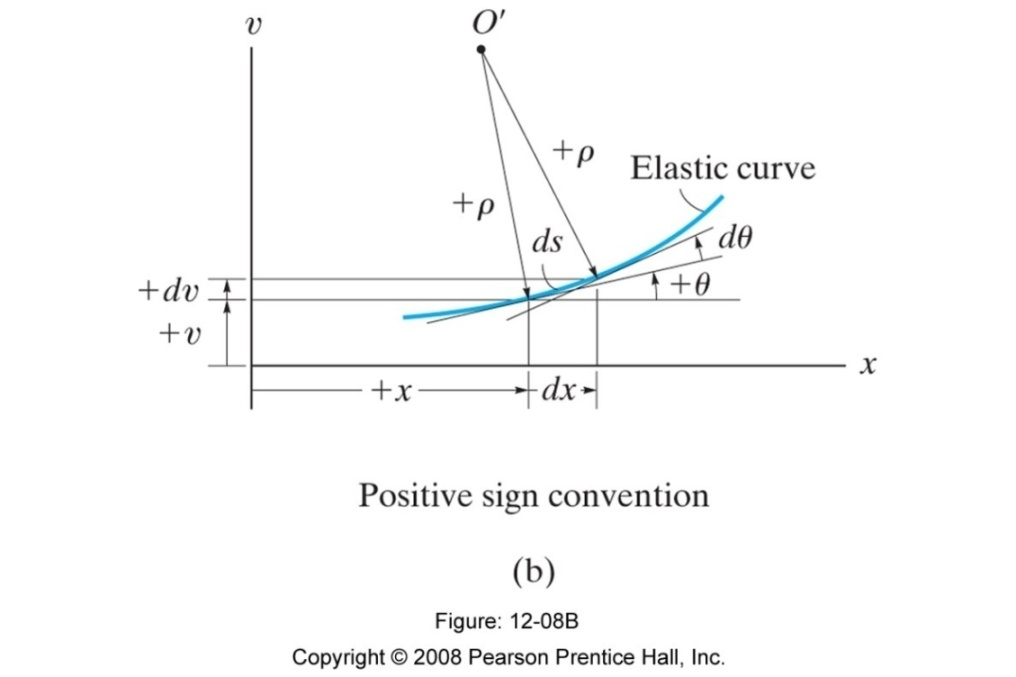 v
O'
+ρ
Elastic curve
+ρ
ds
dθ
+dv
+θ
+v
x
+x
dx
Positive sign convention
(b)
Figure: 12-08B
Copyright © 2008 Pearson Prentice Hall, Inc.